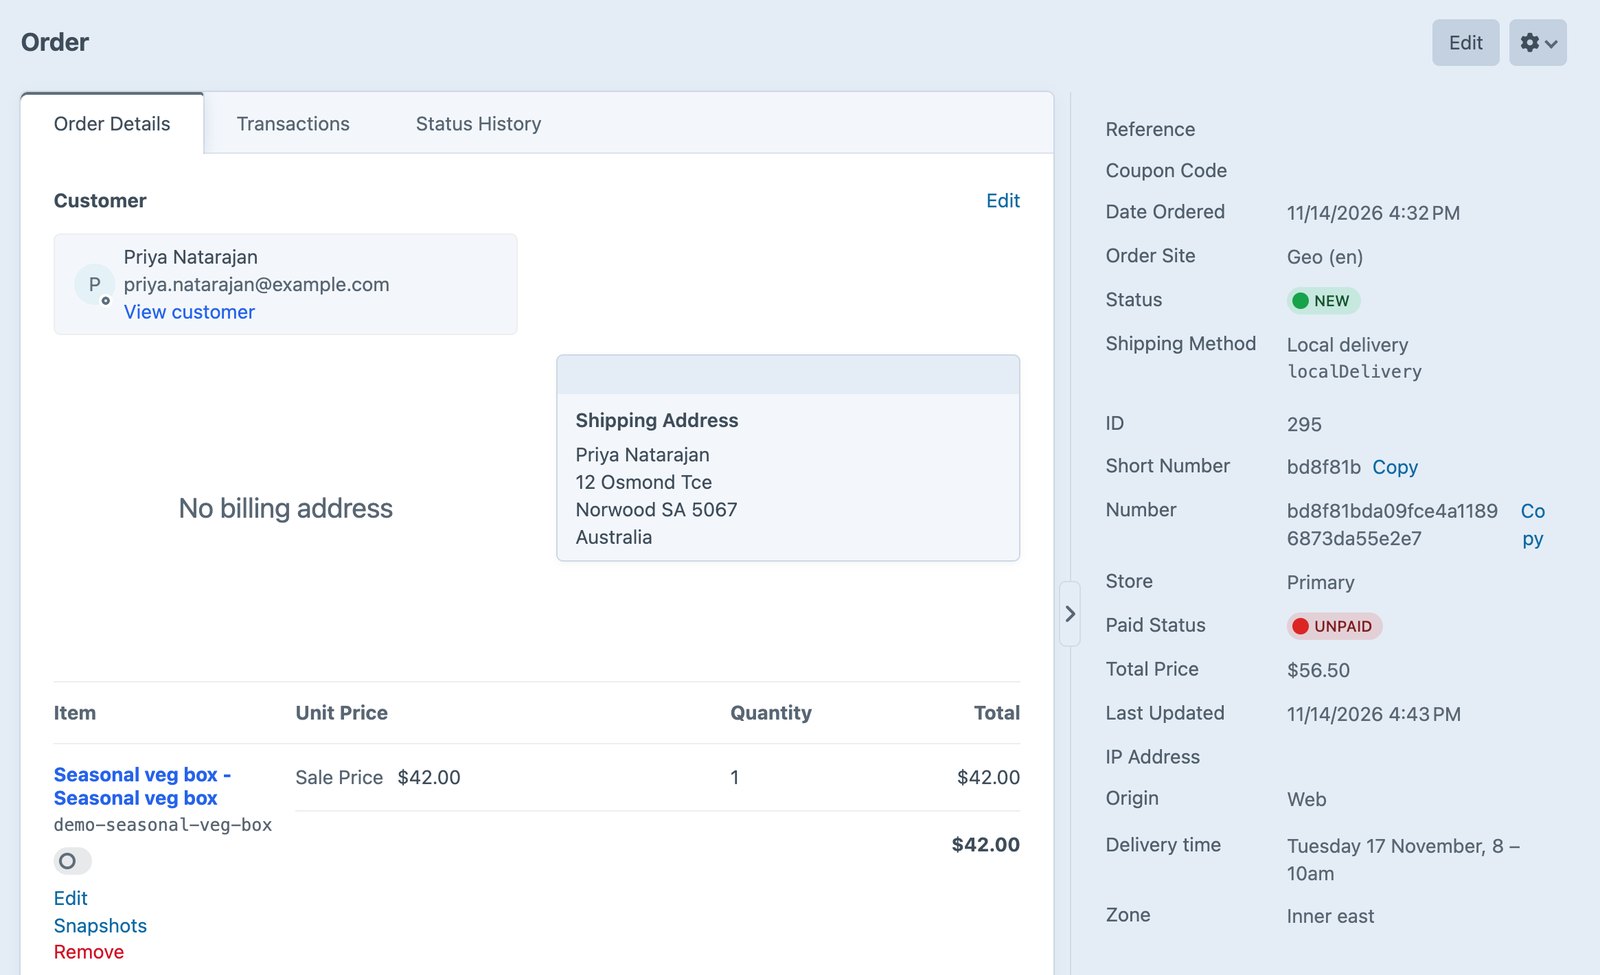 Order
Edit
Order Details
Transactions
Status History
Customer
Edit
P
Priya Natarajan
priya.natarajan@example.com
View customer
No billing address
Shipping Address
Priya Natarajan
12 Osmond Tce
Norwood SA 5067
Australia
Item
Unit Price
Quantity
Total
Seasonal veg box -
Seasonal veg box
demo-seasonal-veg-box
Sale Price $42.00
1
$42.00
$42.00
Edit
Snapshots
Remove
Reference
Coupon Code
Date Ordered
11/14/2026 4:32 PM
Order Site
Geo (en)
Status
NEW
Shipping Method
Local delivery
localDelivery
ID
295
Short Number
bd8f81b Copy
Number
bd8f81bda09fce4a1189
6873da55e2e7
Co
py
Store
Primary
Paid Status
UNPAID
Total Price
$56.50
Last Updated
11/14/2026 4:43 PM
IP Address
Origin
Web
Delivery time
Tuesday 17 November, 8 –
10am
Zone
Inner east